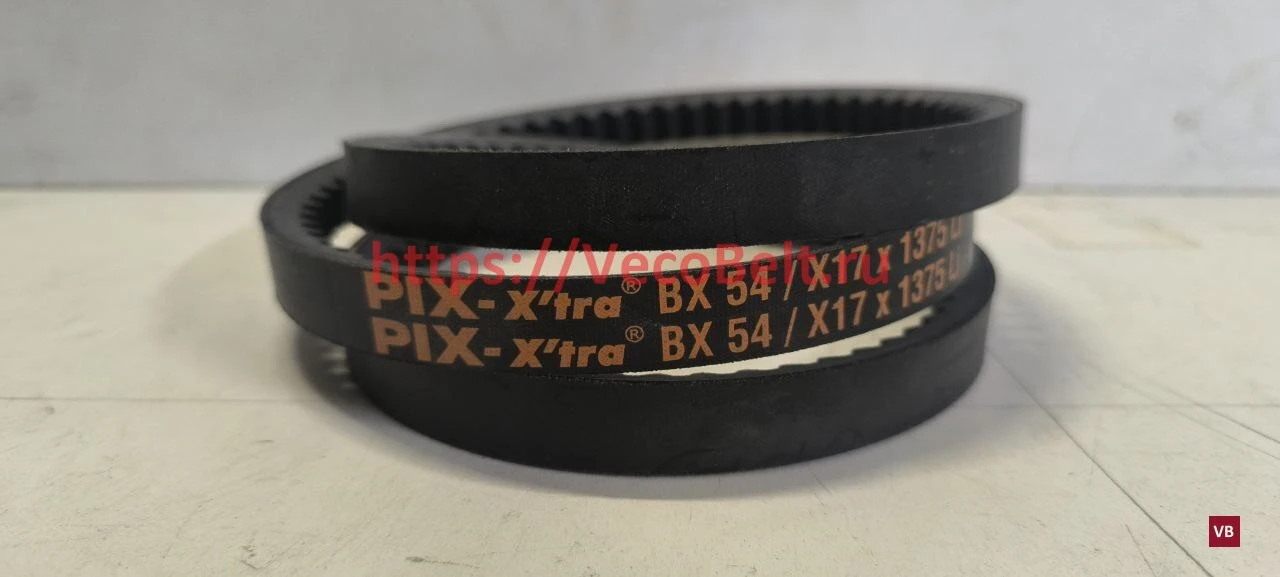 https://VecoBelt.ru
PIX-X'tra® BX 54 / X17 x 1375 Li
PIX-X'tra® BX 54 / X17 x 1375 Li
VB